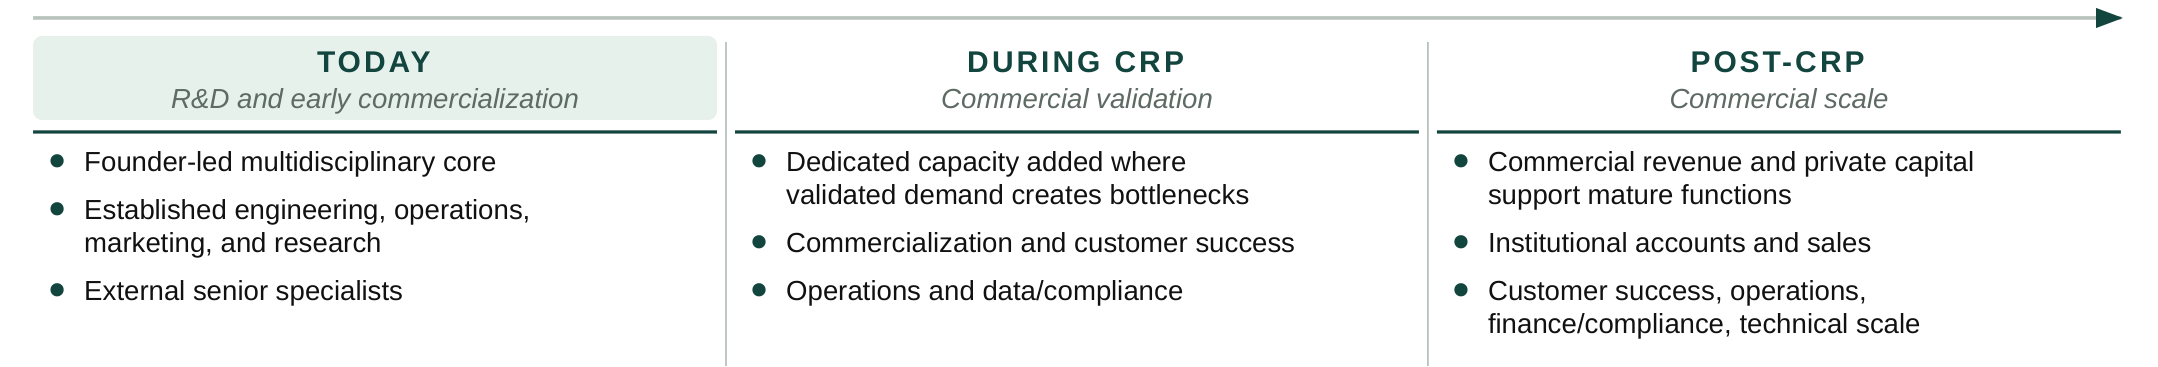 TODAY
R&D and early commercialization
Founder-led multidisciplinary core
Established engineering, operations,
marketing, and research
External senior specialists
DURING CRP
Commercial validation
Dedicated capacity added where
validated demand creates bottlenecks
Commercialization and customer success
Operations and data/compliance
POST-CRP
Commercial scale
Commercial revenue and private capital
support mature functions
Institutional accounts and sales
Customer success, operations,
finance/compliance, technical scale